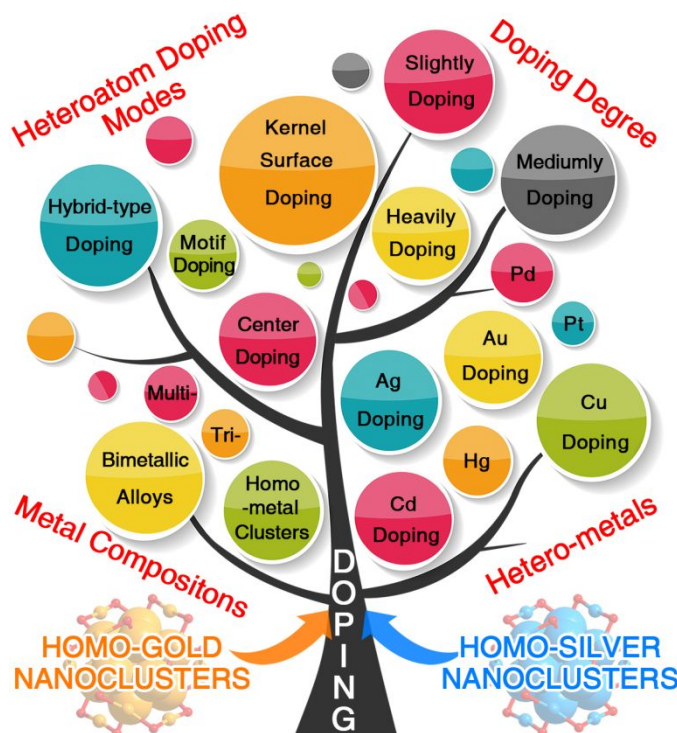 Heteroatom Doping
Modes
Doping Degree
Slightly
Doping
Kernel
Surface
Doping
Mediumly
Doping
Hybrid-type
Doping
Motif
Doping
Heavily
Doping
Pd
Center
Doping
Au
Doping
Pt
Ag
Doping
Multi-
Tri-
Cu
Doping
Bimetallic
Alloys
Homo
-metal
Clusters
Hg
Cd
Doping
Metal Compositons
Hetero-metals
DOPING
HOMO-GOLD
NANOCLUSTERS
HOMO-SILVER
NANOCLUSTERS